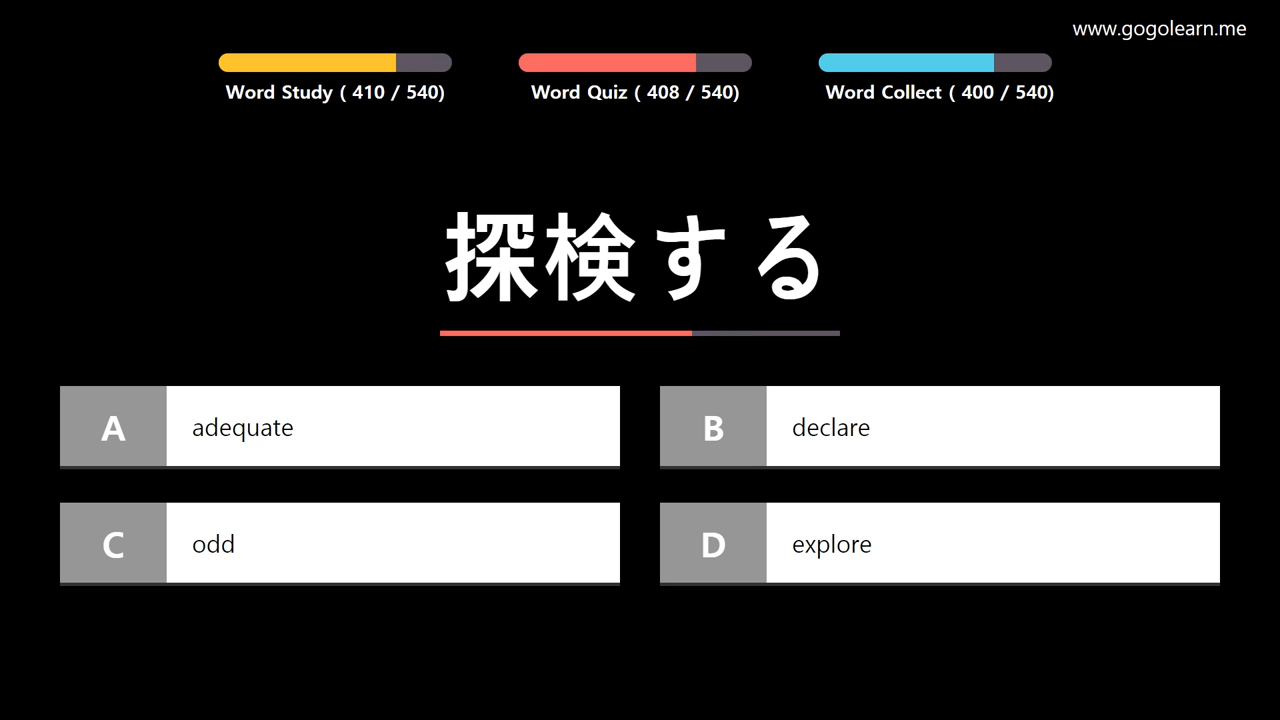 www.gogolearn.me
Word Study ( 410 / 540)
Word Quiz ( 408 / 540)
Word Collect ( 400 / 540)
探検する
A adequate
B declare
C odd
D explore